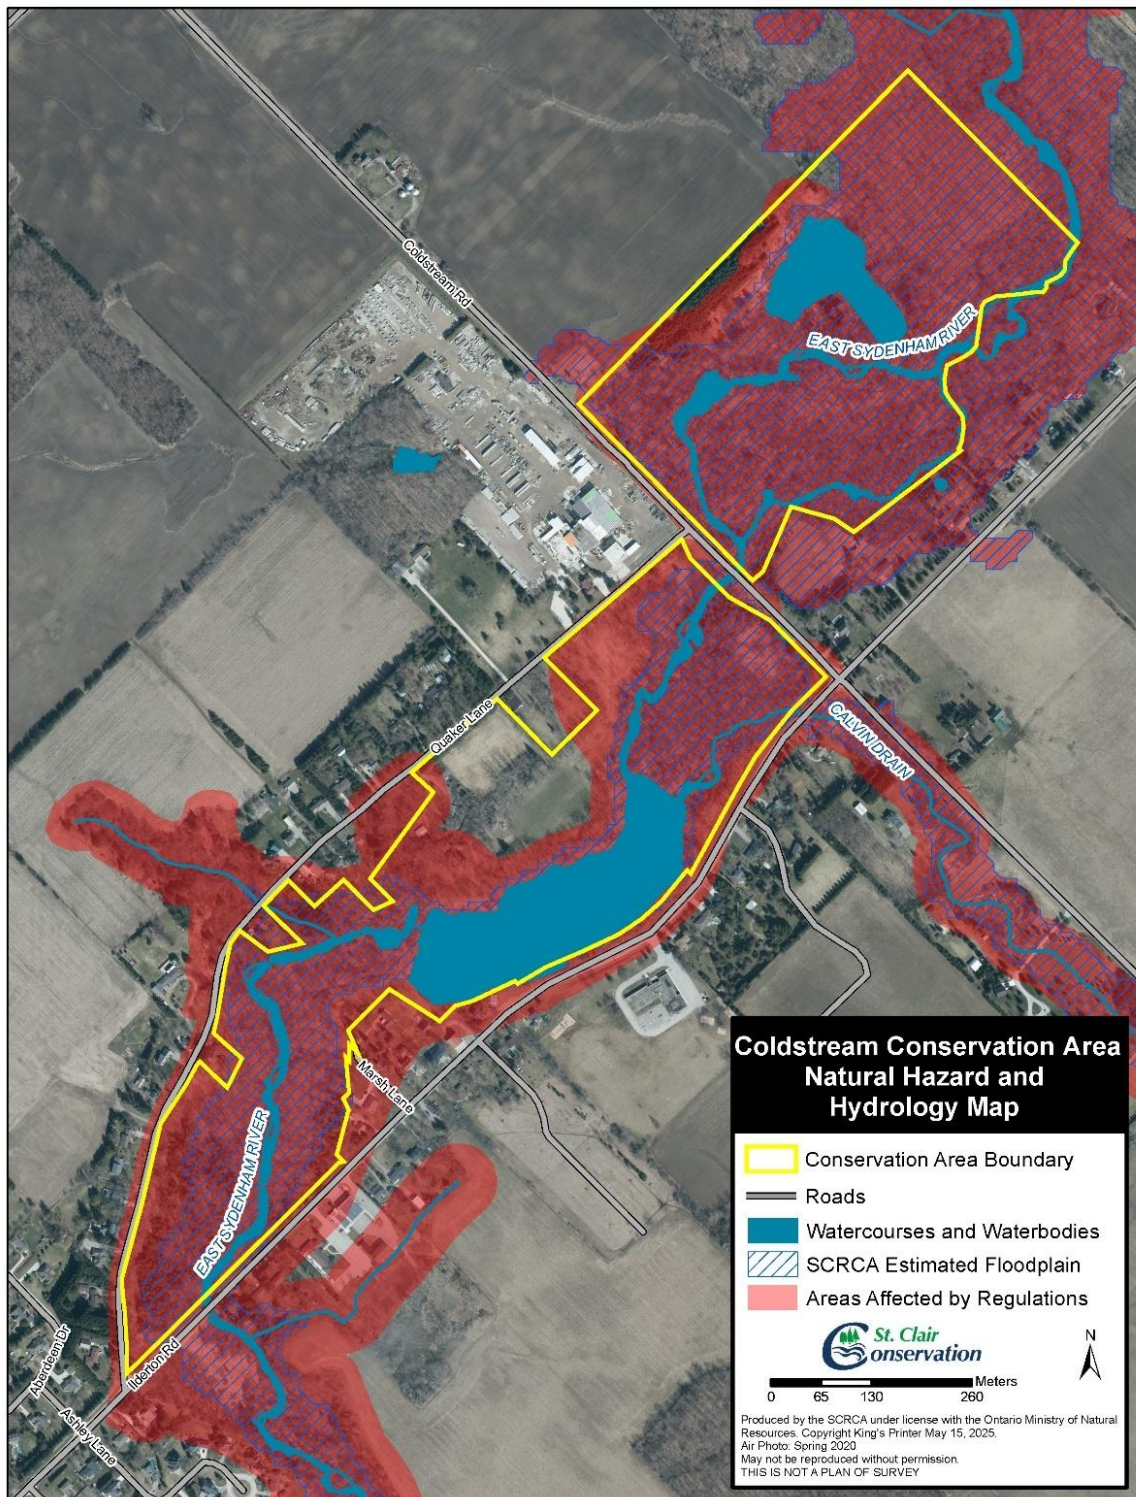 Coldstream Rd
EAST SYDENHAM RIVER
Quaker Lane
CALVIN DRAIN
Marsh Lane
EAST SYDENHAM RIVER
Ilderton Rd
Aberdeen Dr
Ashley Lane
Coldstream Conservation Area
Natural Hazard and
Hydrology Map
Conservation Area Boundary
Roads
Watercourses and Waterbodies
SCRCA Estimated Floodplain
Areas Affected by Regulations
St. Clair
Conservation
N
Meters
0 65 130 260
Produced by the SCRCA under license with the Ontario Ministry of Natural
Resources. Copyright King's Printer May 15, 2025.
Air Photo: Spring 2020
May not be reproduced without permission.
THIS IS NOT A PLAN OF SURVEY